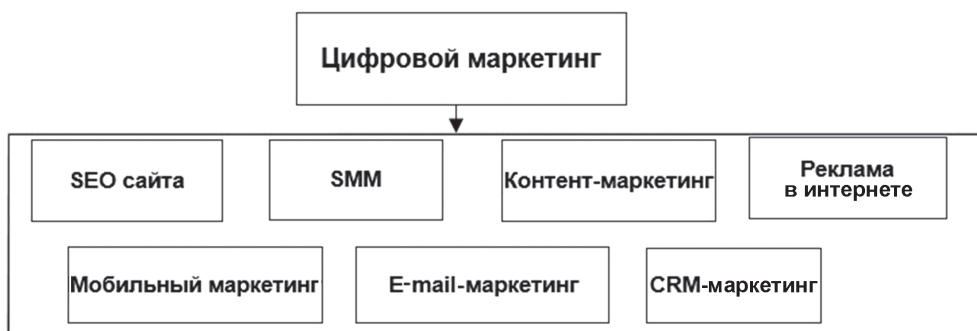 Цифровой маркетинг
SEO сайта
SMM
Контент-маркетинг
Реклама
в интернете
Мобильный маркетинг
E-mail-маркетинг
CRM-маркетинг